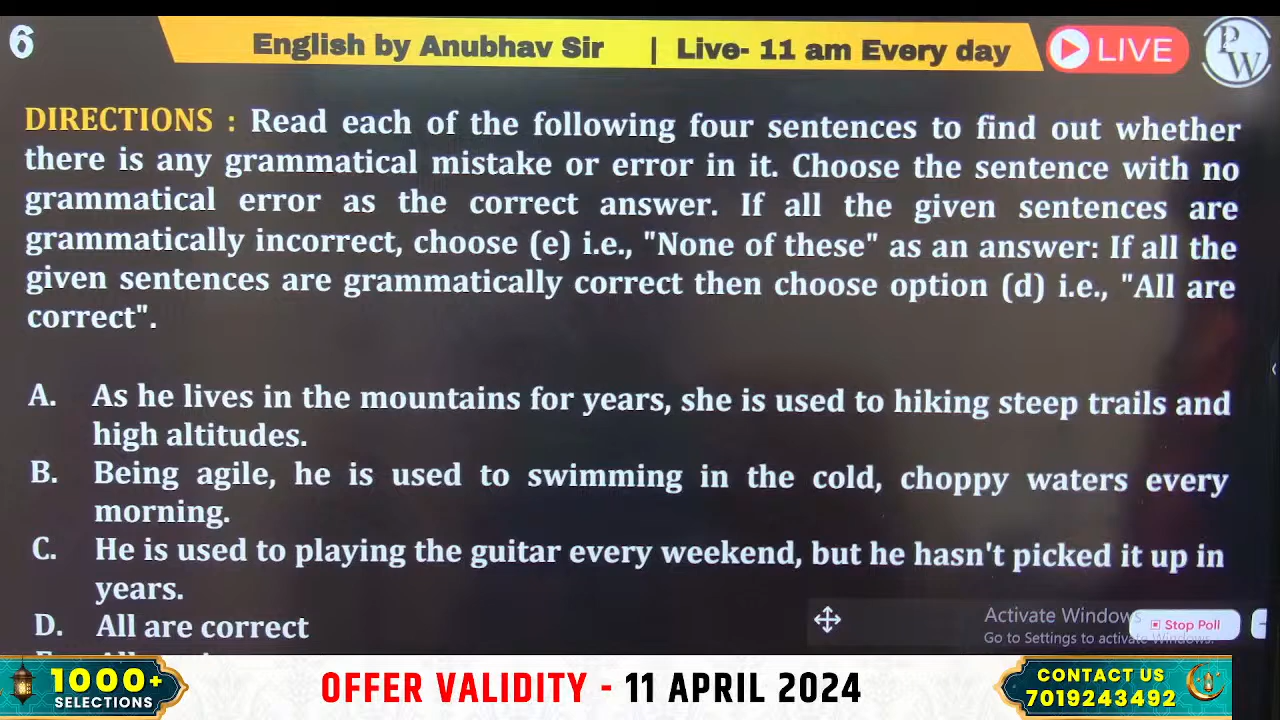 6
English by Anubhav Sir | Live- 11 am Every day
LIVE
PW
DIRECTIONS : Read each of the following four sentences to find out whether
there is any grammatical mistake or error in it. Choose the sentence with no
grammatical error as the correct answer. If all the given sentences are
grammatically incorrect, choose (e) i.e., "None of these" as an answer: If all the
given sentences are grammatically correct then choose option (d) i.e., "All are
correct".
A. As he lives in the mountains for years, she is used to hiking steep trails and
high altitudes.
B. Being agile, he is used to swimming in the cold, choppy waters every
morning.
C. He is used to playing the guitar every weekend, but he hasn't picked it up in
years.
D. All are correct
Activate Windows
Go to Settings to activate Windows.
Stop Poll
1000+
SELECTIONS
OFFER VALIDITY - 11 APRIL 2024
CONTACT US
7019243492